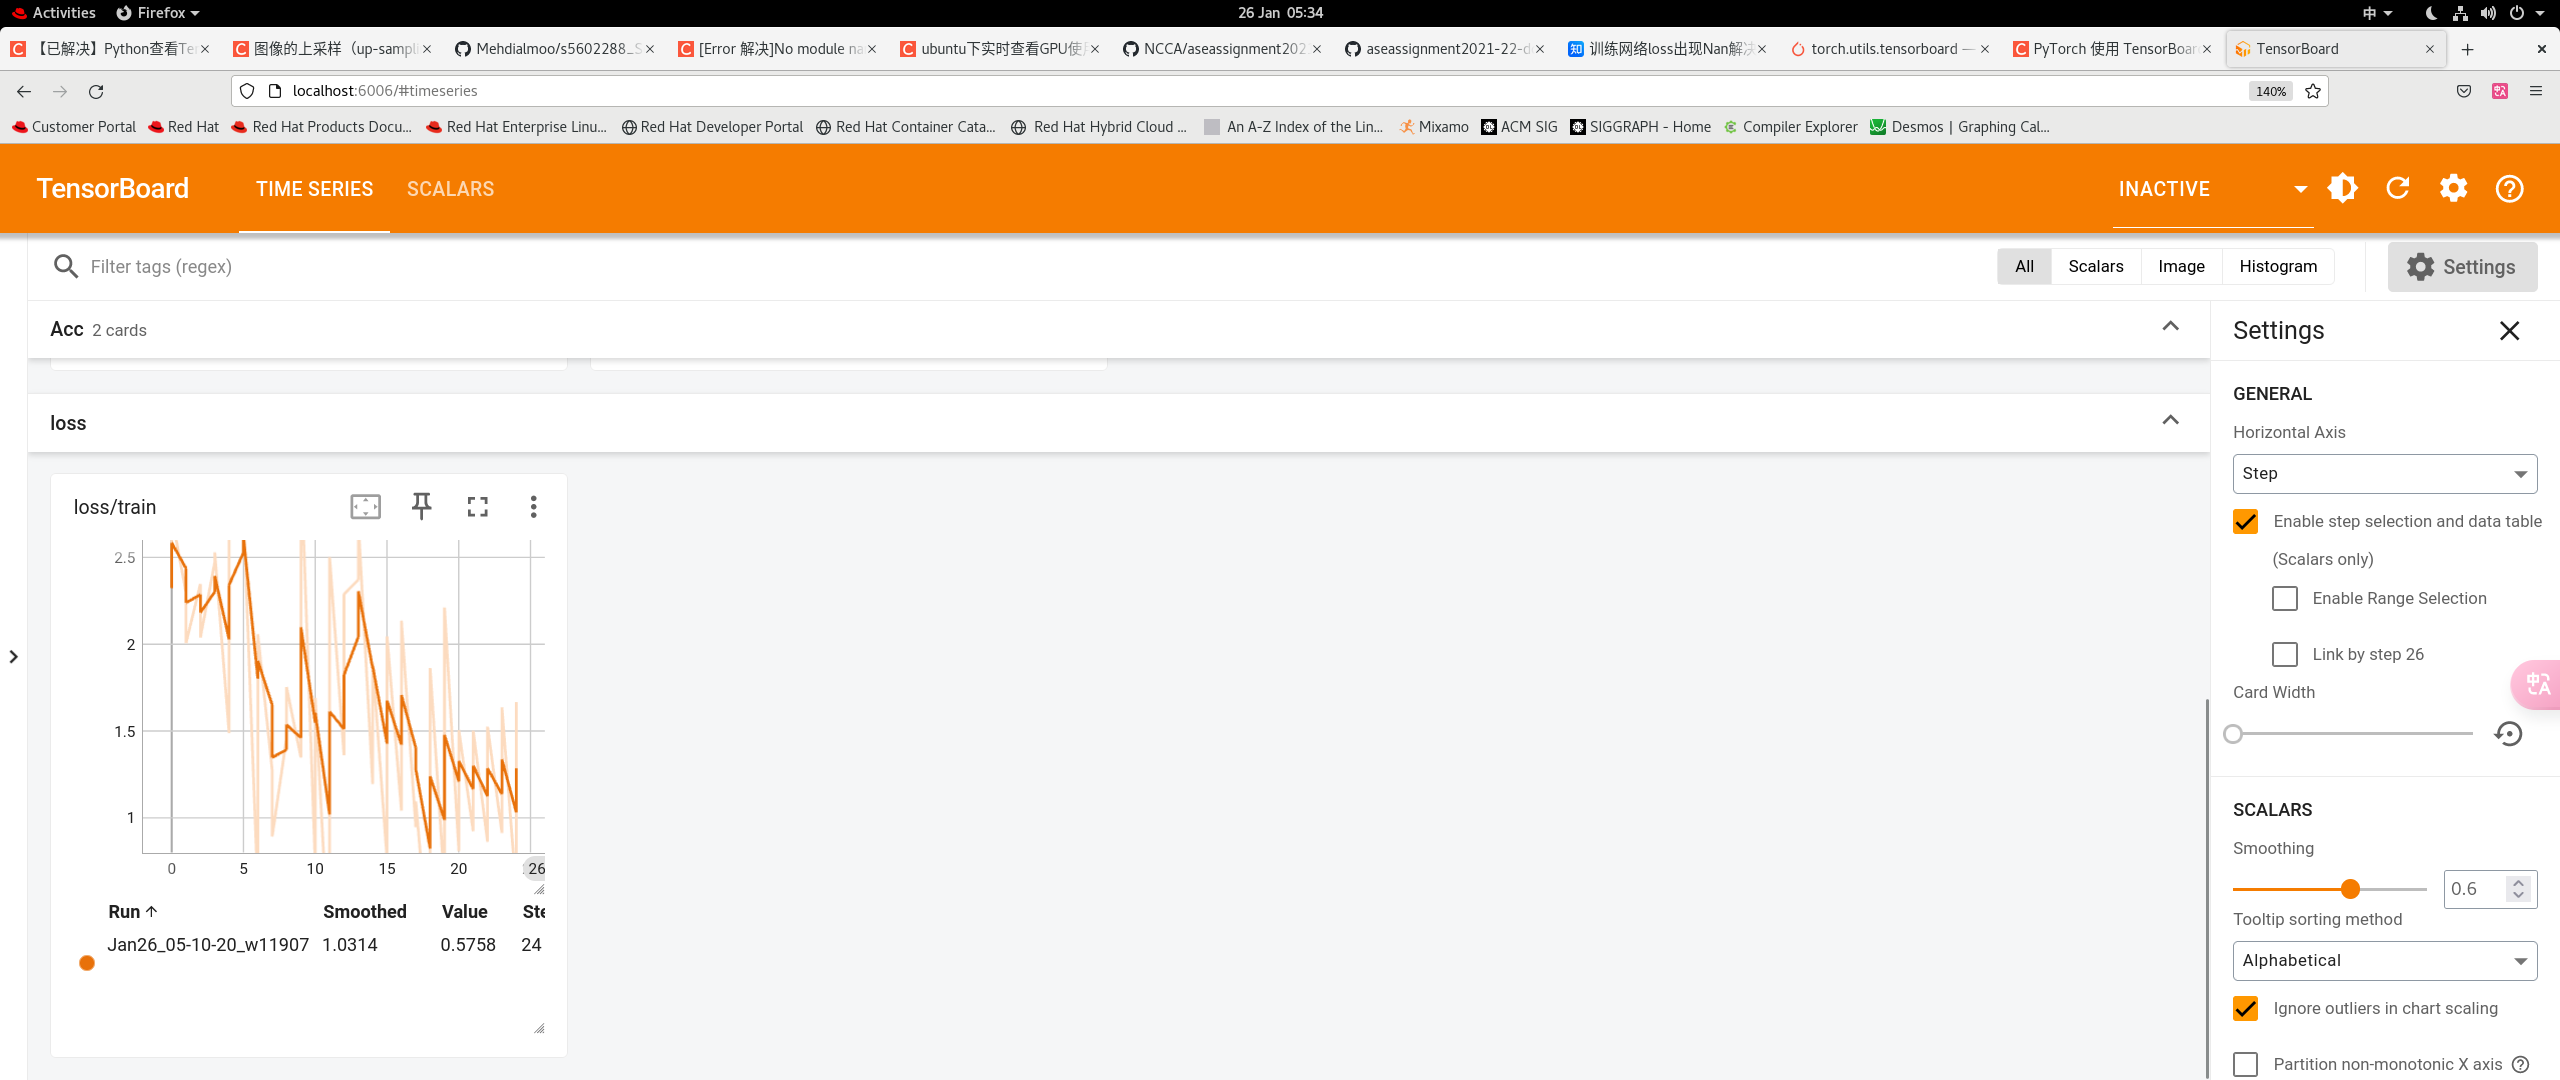 Activities Firefox 26 Jan 05:34 中
【已解决】Python查看Te 图像的上采样（up-sampli Mehdialmoo/s5602288_S [Error 解决]No module na ubuntu下实时查看GPU使 NCCA/aseassignment202 aseassignment2021-22-d 训练网络loss出现Nan解决 torch.utils.tensorboard — PyTorch 使用 TensorBoar TensorBoard
localhost:6006/#timeseries 140%
Customer Portal Red Hat Red Hat Products Docu... Red Hat Enterprise Linu... Red Hat Developer Portal Red Hat Container Cata... Red Hat Hybrid Cloud ... An A-Z Index of the Lin... Mixamo ACM SIG SIGGRAPH - Home Compiler Explorer Desmos | Graphing Cal...
TensorBoard TIME SERIES SCALARS INACTIVE
Filter tags (regex) All Scalars Image Histogram Settings
Acc 2 cards
loss
loss/train
2.5
2
1.5
1
0 5 10 15 20 26
Run Smoothed Value Ste
Jan26_05-10-20_w11907 1.0314 0.5758 24
Settings
GENERAL
Horizontal Axis
Step
Enable step selection and data table
(Scalars only)
Enable Range Selection
Link by step 26
Card Width
SCALARS
Smoothing
0.6
Tooltip sorting method
Alphabetical
Ignore outliers in chart scaling
Partition non-monotonic X axis